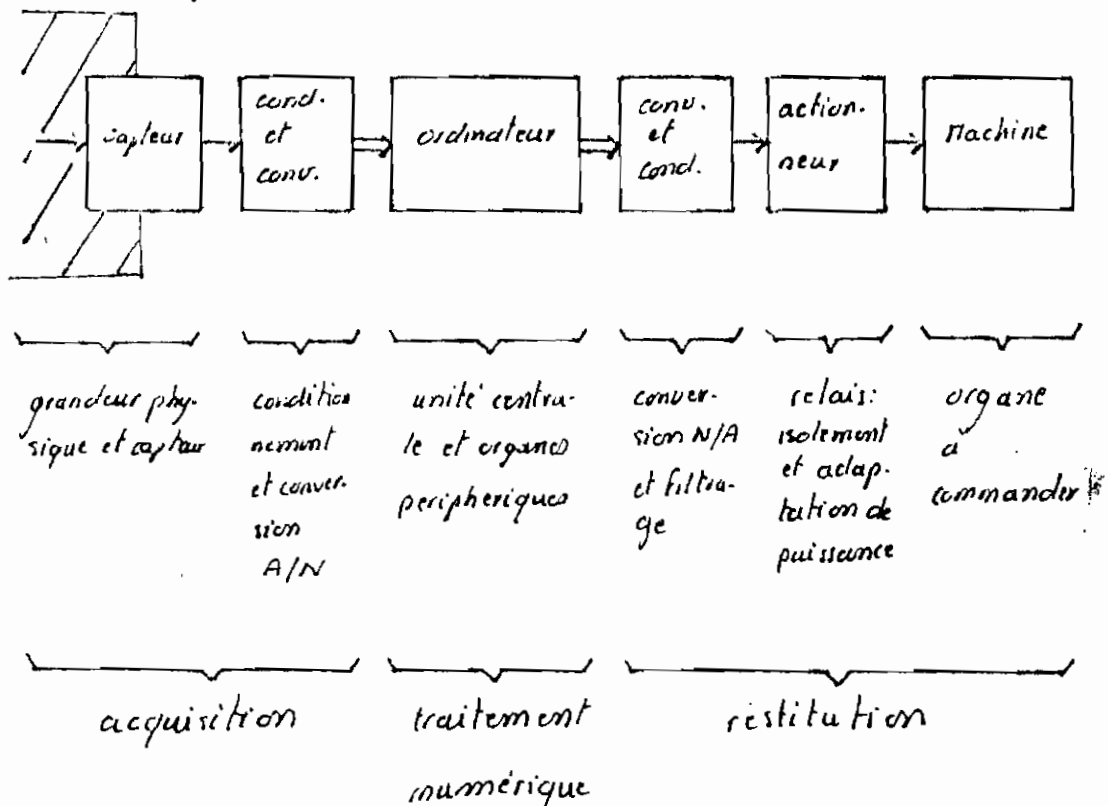 capteur
cond.
et
conv.
ordinateur
conv.
et
cond.
action.
neur
Machine
grandeur phy-
sique et capteur
condition
nement
et conver-
sion
A/N
unité centra-
le et organes
peripheriques
conver-
sion N/A
et filtra-
ge
relais:
isolement
et adap-
tation de
puissance
organe
à
commander
acquisition
traitement
numérique
restitution